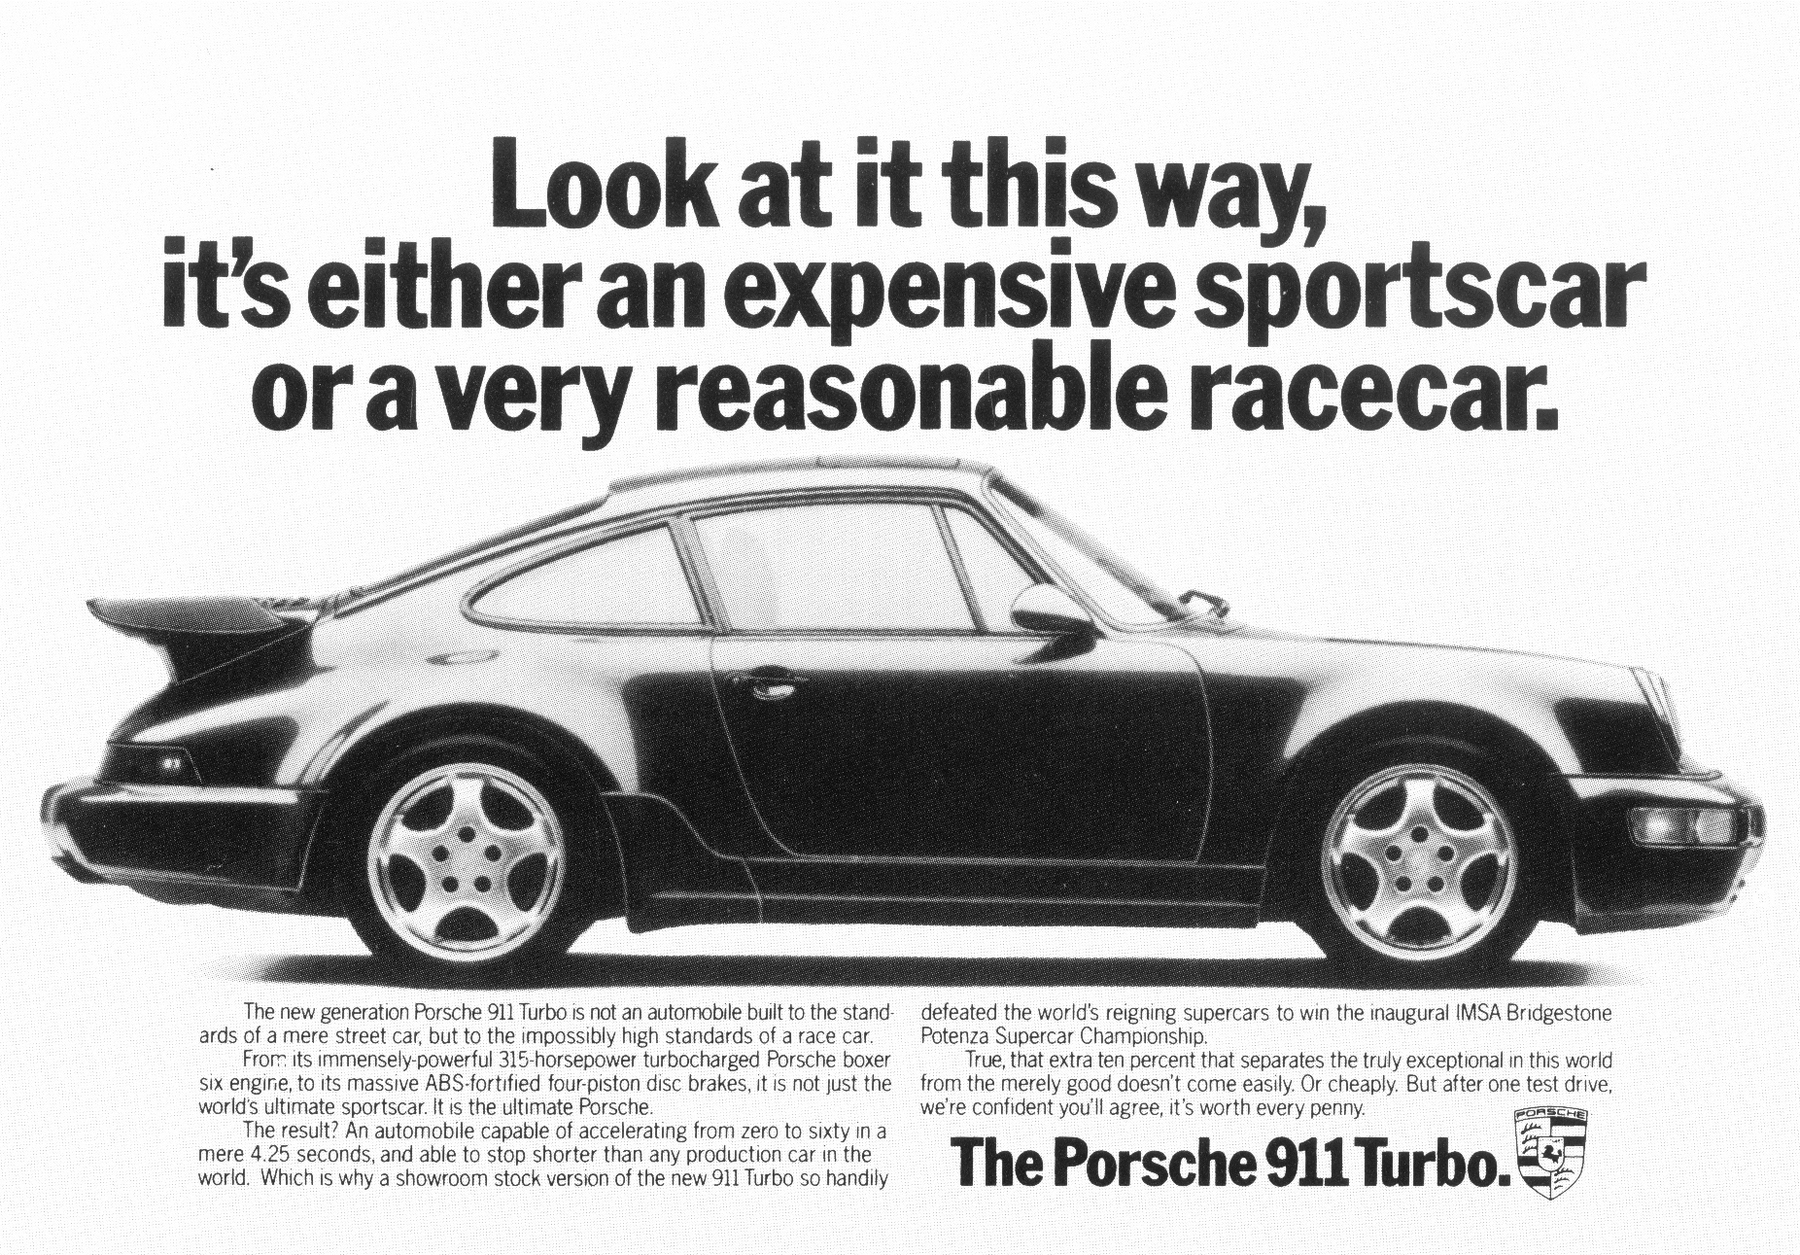 Look at it this way,
it's either an expensive sportscar
or a very reasonable racecar.
The new generation Porsche 911 Turbo is not an automobile built to the stand-
ards of a mere street car, but to the impossibly high standards of a race car.
From its immensely-powerful 315-horsepower turbocharged Porsche boxer
six engine, to its massive ABS-fortified four-piston disc brakes, it is not just the
world's ultimate sportscar. It is the ultimate Porsche.
The result? An automobile capable of accelerating from zero to sixty in a
mere 4.25 seconds, and able to stop shorter than any production car in the
world. Which is why a showroom stock version of the new 911 Turbo so handily
defeated the world's reigning supercars to win the inaugural IMSA Bridgestone
Potenza Supercar Championship.
True, that extra ten percent that separates the truly exceptional in this world
from the merely good doesn't come easily. Or cheaply. But after one test drive,
we're confident you'll agree, it's worth every penny.
PORSCHE
The Porsche 911 Turbo.